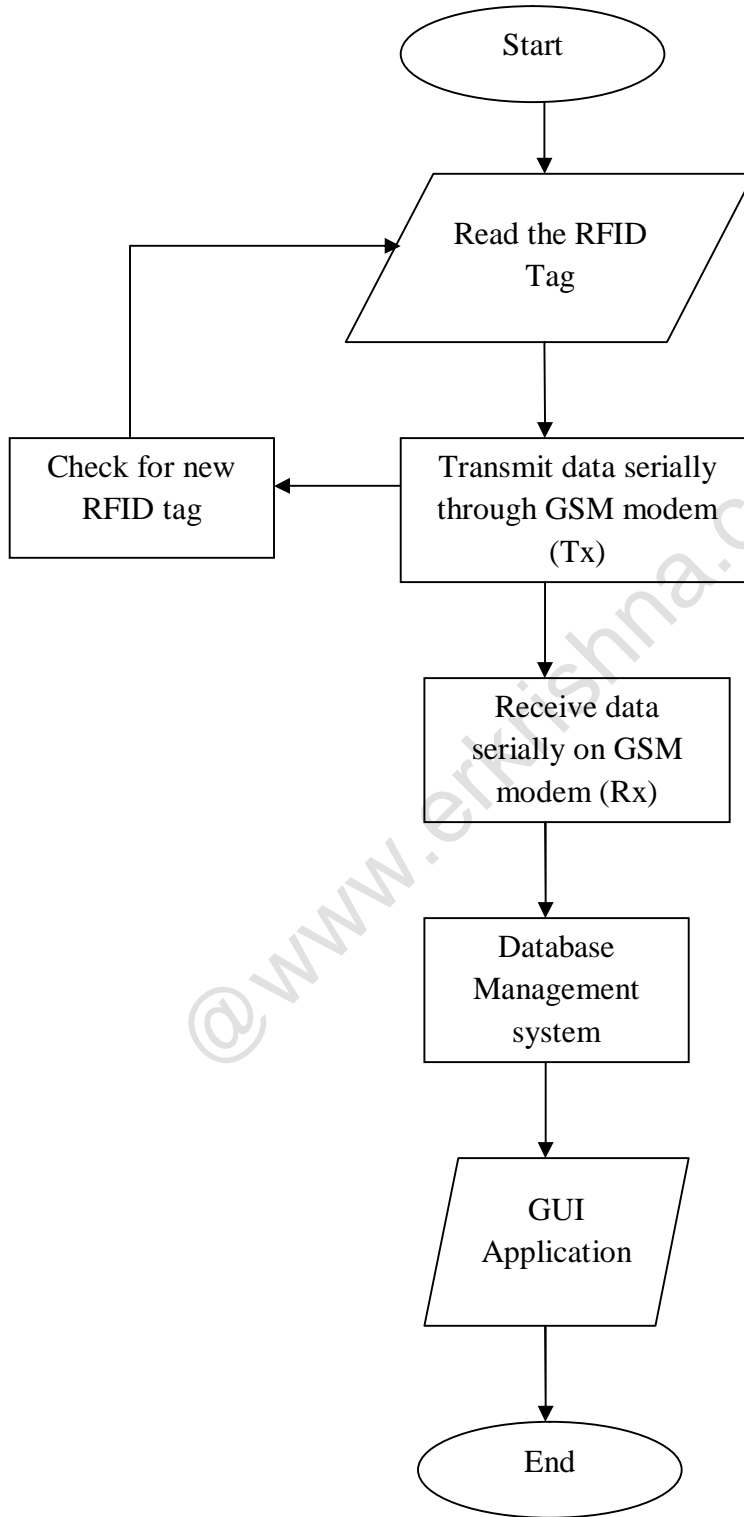 Start
Read the RFID
Tag
Check for new
RFID tag
Transmit data serially
through GSM modem
(Tx)
Receive data
serially on GSM
modem (Rx)
Database
Management
system
GUI
Application
End
@www.erkrishna.c